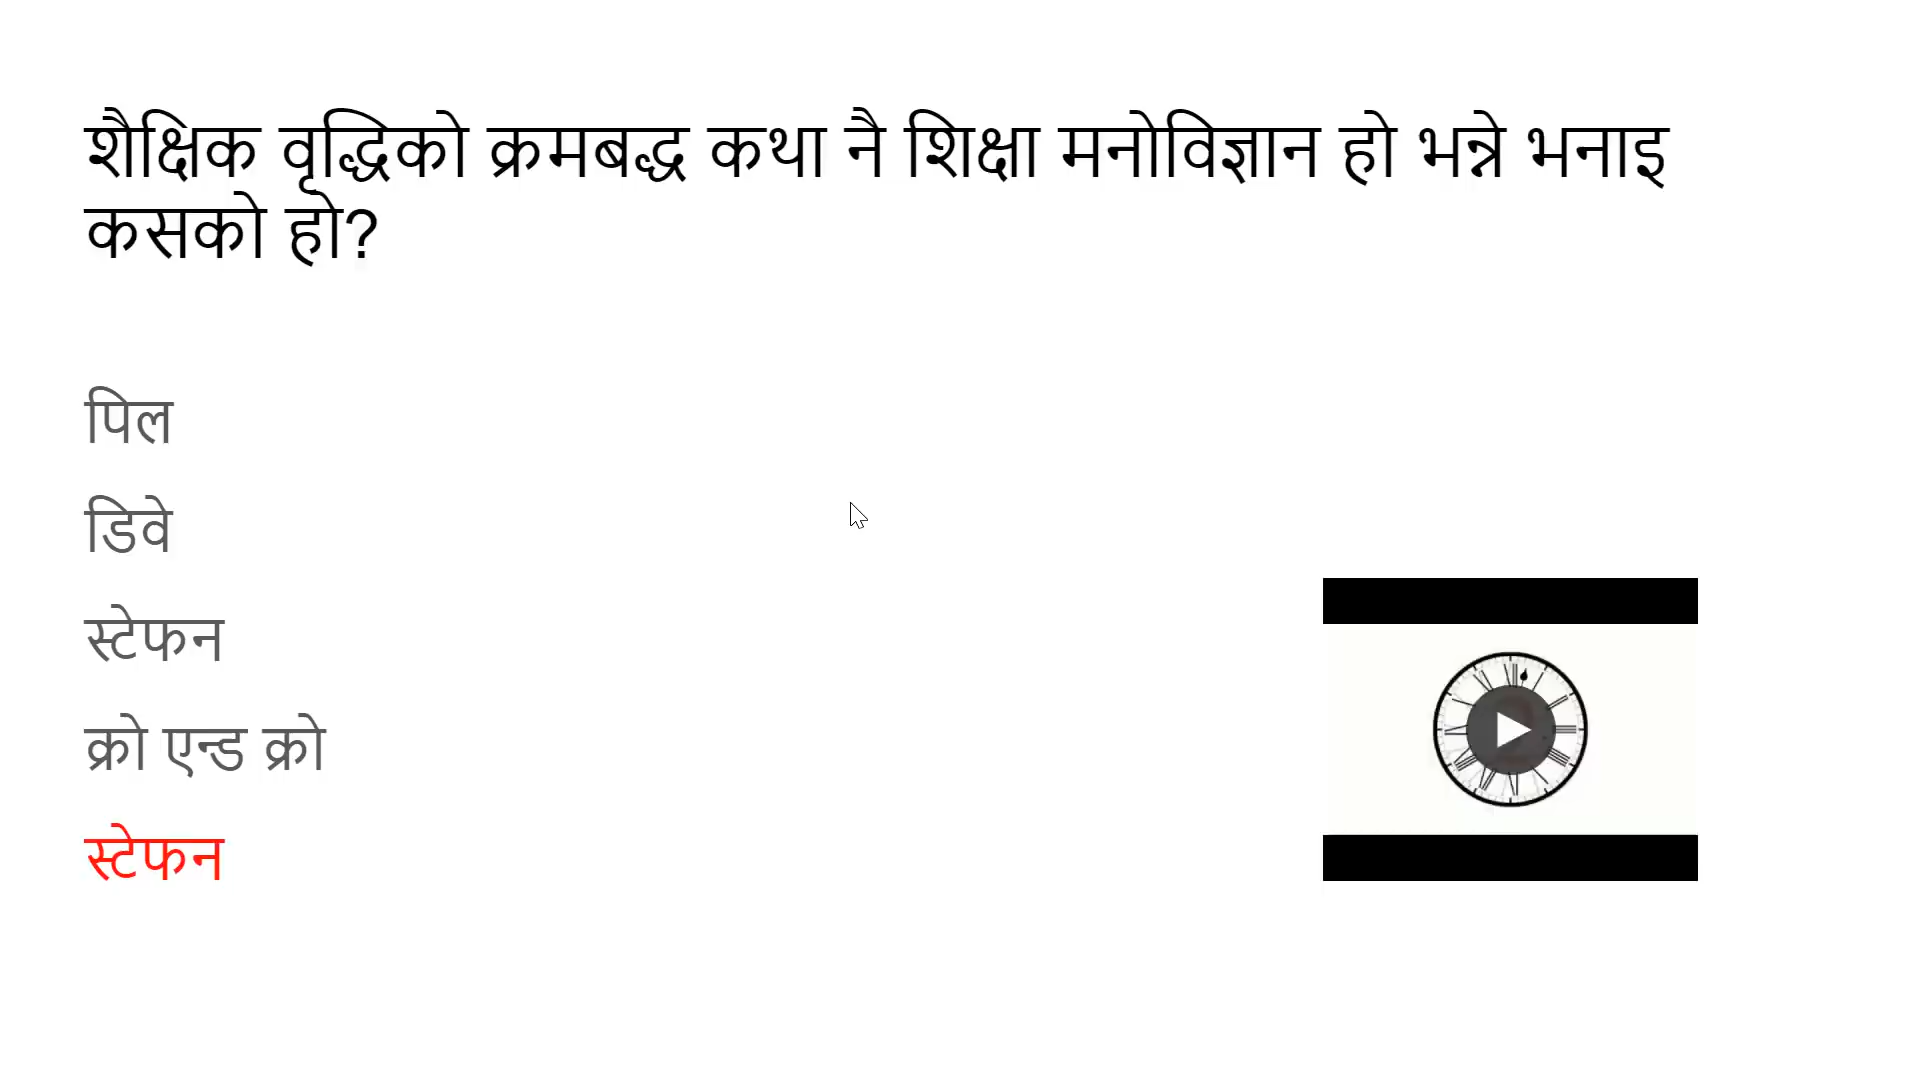 शैक्षिक वृद्धिको क्रमबद्ध कथा नै शिक्षा मनोविज्ञान हो भन्ने भनाइ
कसको हो?
पिल
डिवे
स्टेफन
क्रो एन्ड क्रो
स्टेफन